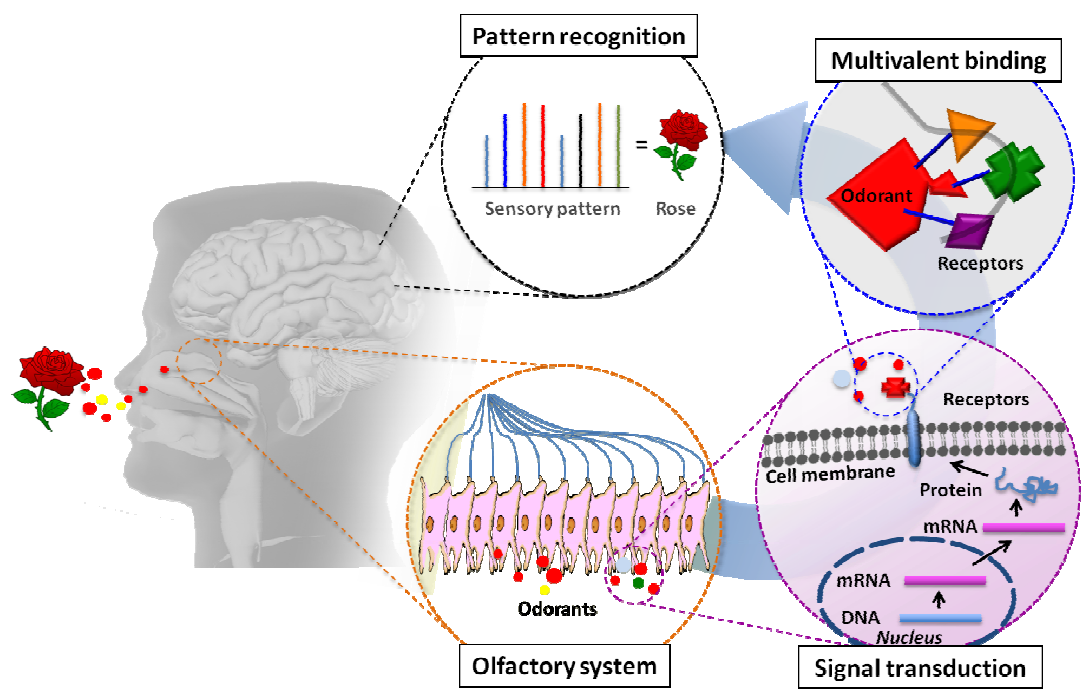 Pattern recognition
=
Sensory pattern
Rose
Multivalent binding
Odorant
Receptors
Receptors
Cell membrane
Protein
mRNA
mRNA
DNA
Nucleus
Signal transduction
Odorants
Olfactory system